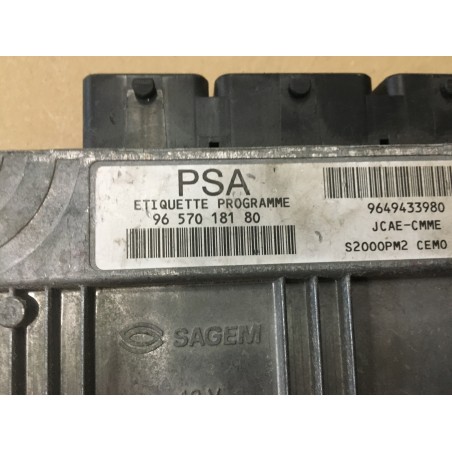 PSA
ETIQUETTE PROGRAMME
96 570 181 80
9649433980
JCAE-CMME
S2000PM2 CEMO
SAGEM